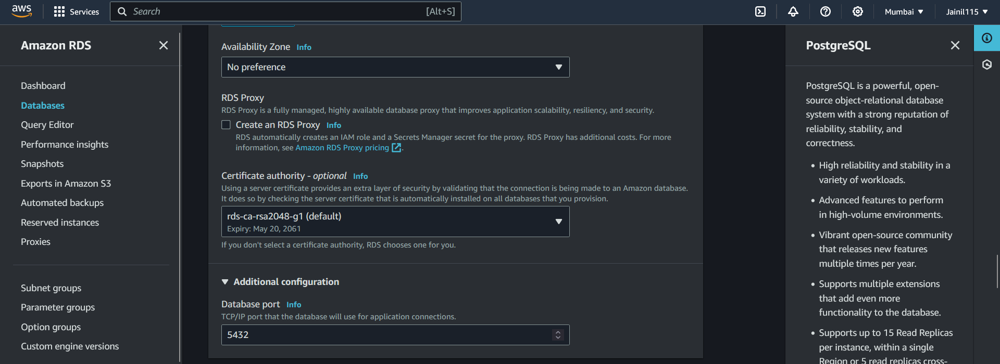 aws
Services
Search
[Alt+S]
Mumbai
Jainil115
Amazon RDS
Dashboard
Databases
Query Editor
Performance insights
Snapshots
Exports in Amazon S3
Automated backups
Reserved instances
Proxies
Subnet groups
Parameter groups
Option groups
Custom engine versions
Availability Zone Info
No preference
RDS Proxy
RDS Proxy is a fully managed, highly available database proxy that improves application scalability, resiliency, and security.
Create an RDS Proxy Info
RDS automatically creates an IAM role and a Secrets Manager secret for the proxy. RDS Proxy has additional costs. For more
information, see Amazon RDS Proxy pricing.
Certificate authority - optional Info
Using a server certificate provides an extra layer of security by validating that the connection is being made to an Amazon database.
It does so by checking the server certificate that is automatically installed on all databases that you provision.
rds-ca-rsa2048-g1 (default)
Expiry: May 20, 2061
If you don't select a certificate authority, RDS chooses one for you.
Additional configuration
Database port Info
TCP/IP port that the database will use for application connections.
5432
PostgreSQL
PostgreSQL is a powerful, open-
source object-relational database
system with a strong reputation of
reliability, stability, and
correctness.
• High reliability and stability in a
variety of workloads.
• Advanced features to perform
in high-volume environments.
• Vibrant open-source community
that releases new features
multiple times per year.
• Supports multiple extensions
that add even more
functionality to the database.
• Supports up to 15 Read Replicas
per instance, within a single
Region or 5 read replicas cross-